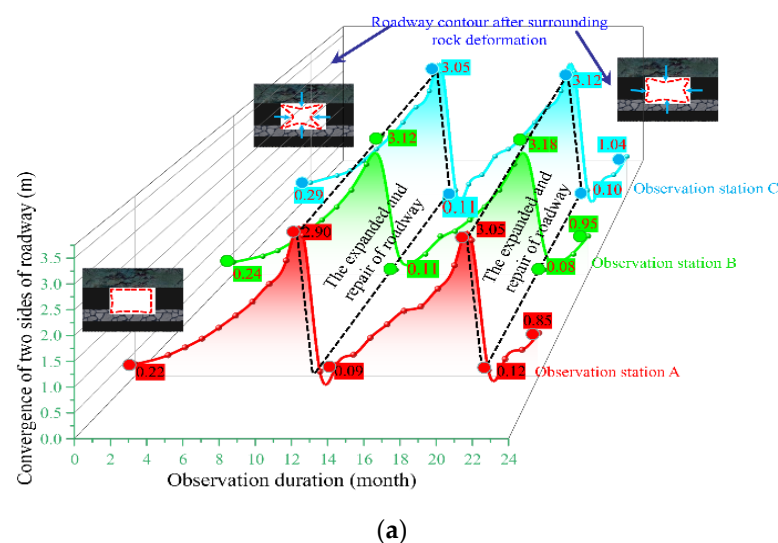 Roadway contour after surrounding
rock deformation
3.05
3.12
3.12
3.18
1.04
0.29
0.11
0.10
Observation station C
The expanded and
repair of roadway
The expanded and
repair of roadway
2.90
3.05
0.95
0.24
0.11
0.08
Observation station B
0.85
0.22
0.09
0.12
Observation station A
Convergence of two sides of roadway (m)
3.5
3.0
2.5
2.0
1.5
1.0
0.5
0.0
0 2 4 6 8 10 12 14 16 18 20 22 24
Observation duration (month)
(a)